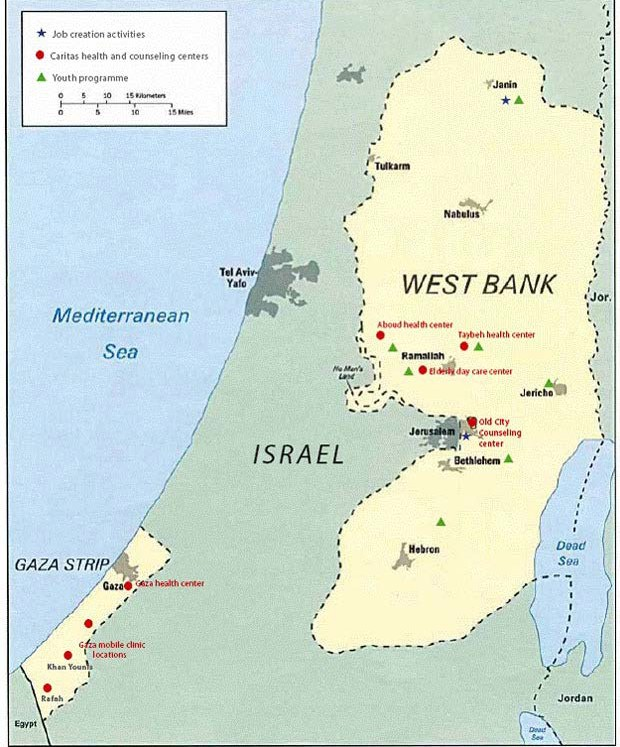 Job creation activities
Caritas health and counseling centers
Youth programme
0 5 10 15 Kilometers
0 5 10 15 Miles
Janin
Tulkarm
Nabulus
Tel Aviv-
Yafo
WEST BANK
Jor.
Mediterranean
Sea
Aboud health center
Taybeh health center
Ramallah
No Man's
Land
Elderly day care center
Jericho
Old City
Counseling
center
Jerusalem
ISRAEL
Bethlehem
Hebron
Dead
Sea
GAZA STRIP
Gaza
Gaza health center
Gaza mobile clinic
locations
Khan Younis
Rafah
Egypt
Jordan
Dead
Sea